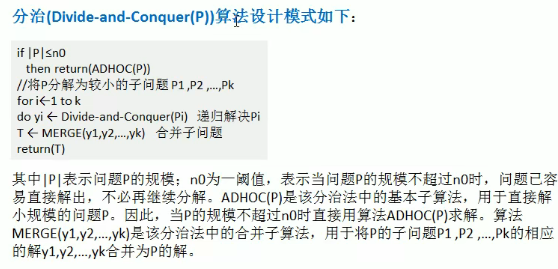 分治(Divide-and-Conquer(P))算法设计模式如下：
if |P|≤n0
then return(ADHOC(P))
//将P分解为较小的子问题 P1 ,P2 ,…,Pk
for i←1 to k
do yi ← Divide-and-Conquer(Pi)   递归解决Pi
T ← MERGE(y1,y2,…,yk)   合并子问题
return(T)
其中|P|表示问题P的规模；n0为一阈值，表示当问题P的规模不超过n0时，问题已容
易直接解出，不必再继续分解。ADHOC(P)是该分治法中的基本子算法，用于直接解
小规模的问题P。因此，当P的规模不超过n0时直接用算法ADHOC(P)求解。算法
MERGE(y1,y2,…,yk)是该分治法中的合并子算法，用于将P的子问题P1 ,P2 ,…,Pk的相应
的解y1,y2,…,yk合并为P的解。